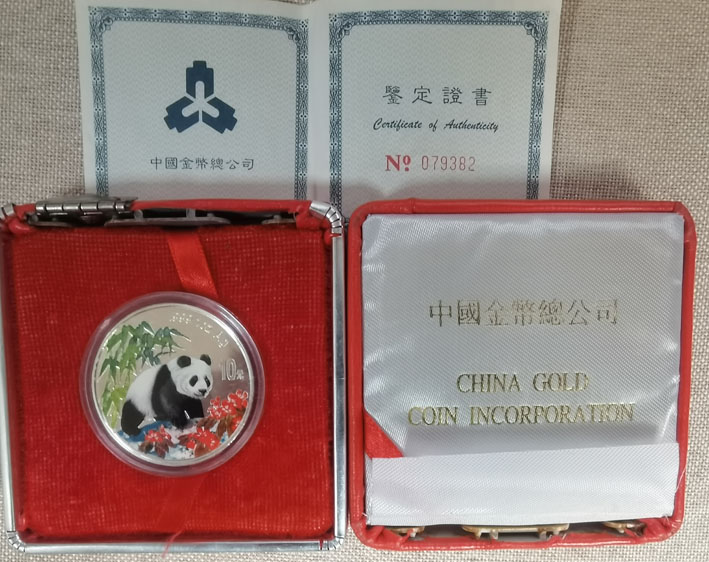 中國金幣總公司
鑒定證書
Certificate of Authenticity
Nº 079382
10元
中國金幣總公司
CHINA GOLD
COIN INCORPORATION